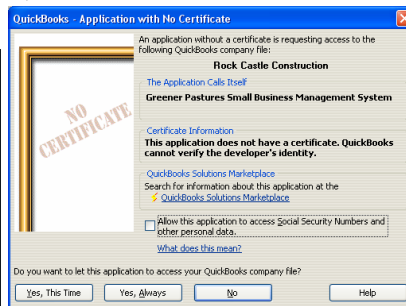 QuickBooks - Application with No Certificate
An application without a certificate is requesting access to the
following QuickBooks company file:
Rock Castle Construction
The Application Calls Itself
Greener Pastures Small Business Management System
NO
CERTIFICATE
Certificate Information
This application does not have a certificate. QuickBooks
cannot verify the developer's identity.
QuickBooks Solutions Marketplace
Search for information about this application at the
QuickBooks Solutions Marketplace
Allow this application to access Social Security Numbers and
other personal data.
What does this mean?
Do you want to let this application to access your QuickBooks company file?
Yes, This Time
Yes, Always
No
Help